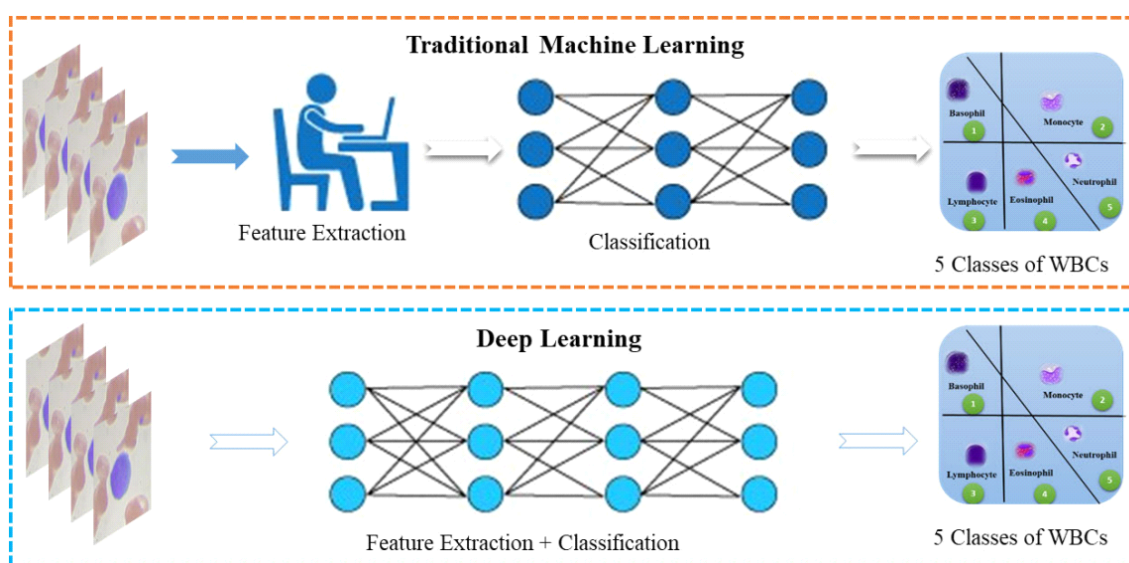 Traditional Machine Learning
Feature Extraction
Classification
Basophil
1
Monocyte
2
Lymphocyte
3
Eosinophil
4
Neutrophil
5
5 Classes of WBCs
Deep Learning
Feature Extraction + Classification
Basophil
1
Monocyte
2
Lymphocyte
3
Eosinophil
4
Neutrophil
5
5 Classes of WBCs